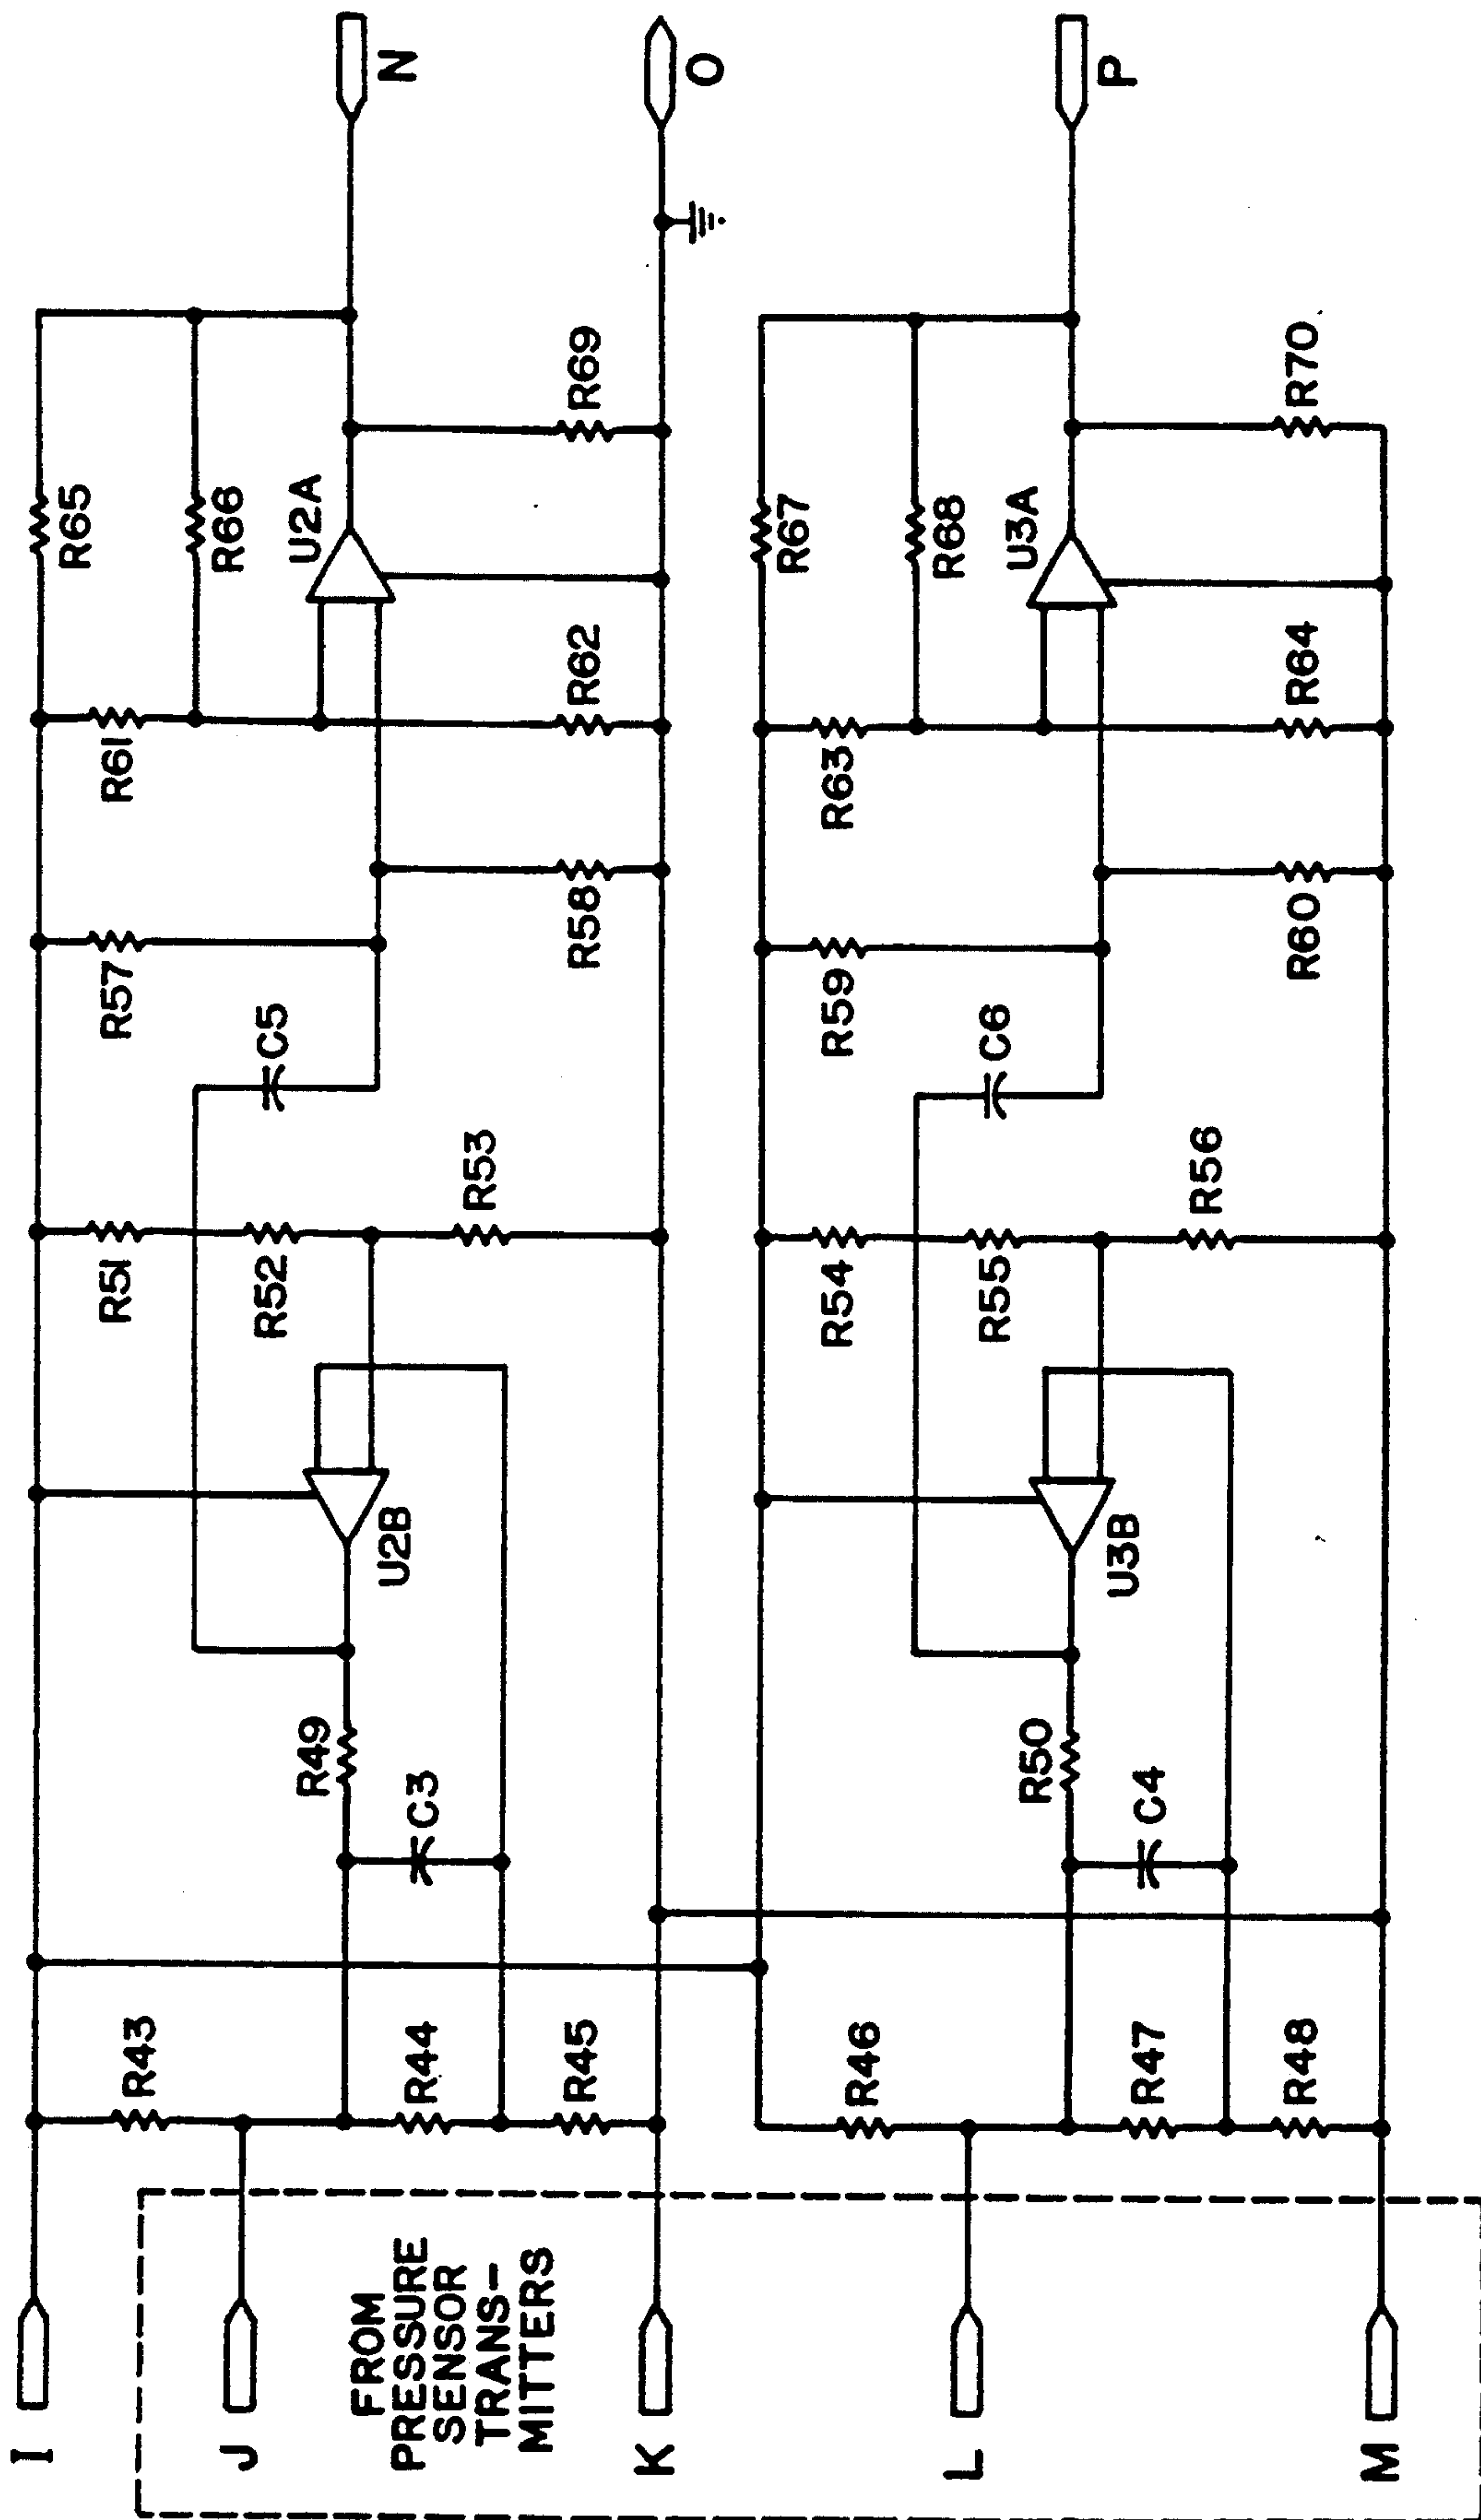 I
J
K
L
M
FROM
PRESSURE
SENSOR
TRANS-
MITTERS
R43
R44
R45
R46
R47
R48
C3
C4
R49
R50
U2B
U3B
R51
R52
R53
R54
R55
R56
C5
C6
R57
R58
R59
R60
R61
R62
R63
R64
U2A
U3A
R65
R66
R67
R68
R69
R70
N
O
P